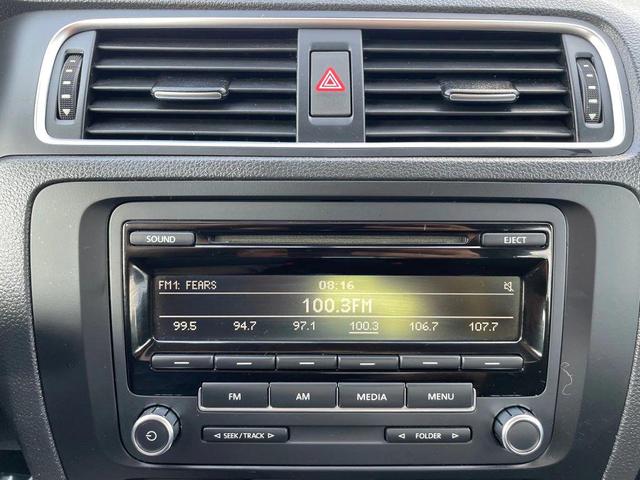 SOUND EJECT
FM1: FEARS 08:16
100.3FM
99.5 94.7 97.1 100.3 106.7 107.7
FM AM MEDIA MENU
SEEK/TRACK FOLDER